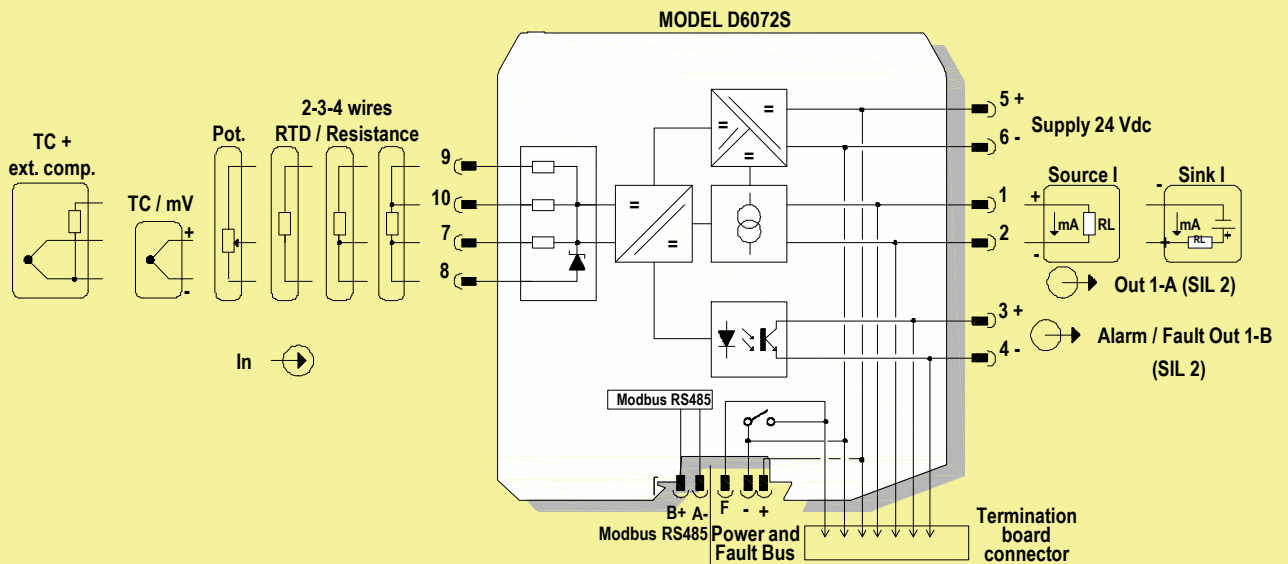 MODEL D6072S
2-3-4 wires
RTD / Resistance
Pot.
TC +
ext. comp.
TC / mV
+
-
9
10
7
8
In
=
=
=
=
=
5 +
6 -
Supply 24 Vdc
1
2
Source I
+
mA
RL
-
Sink I
-
mA
RL
+
+
Out 1-A (SIL 2)
3 +
4 -
Alarm / Fault Out 1-B
(SIL 2)
Modbus RS485
B+
A-
F
-
+
Modbus RS485
Power and
Fault Bus
Termination
board
connector